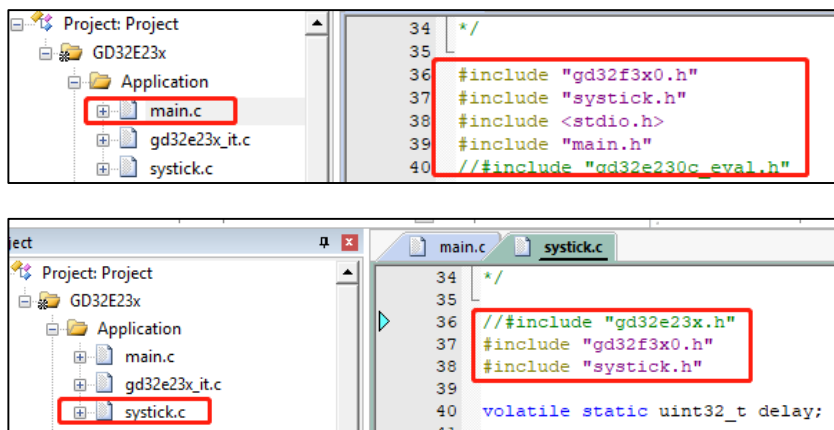 Project: Project
GD32E23x
Application
main.c
gd32e23x_it.c
systick.c
34 */
35
36 #include "gd32f3x0.h"
37 #include "systick.h"
38 #include <stdio.h>
39 #include "main.h"
40 //#include "gd32e230c_eval.h"
ject
Project: Project
GD32E23x
Application
main.c
gd32e23x_it.c
systick.c
main.c systick.c
34 */
35
36 //#include "gd32e23x.h"
37 #include "gd32f3x0.h"
38 #include "systick.h"
39
40 volatile static uint32_t delay;